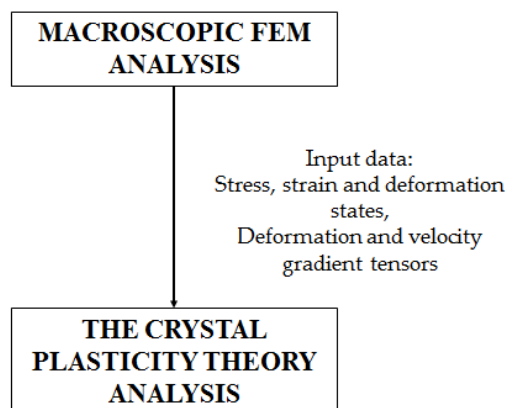 MACROSCOPIC FEM
ANALYSIS
Input data:
Stress, strain and deformation
states,
Deformation and velocity
gradient tensors
THE CRYSTAL
PLASTICITY THEORY
ANALYSIS